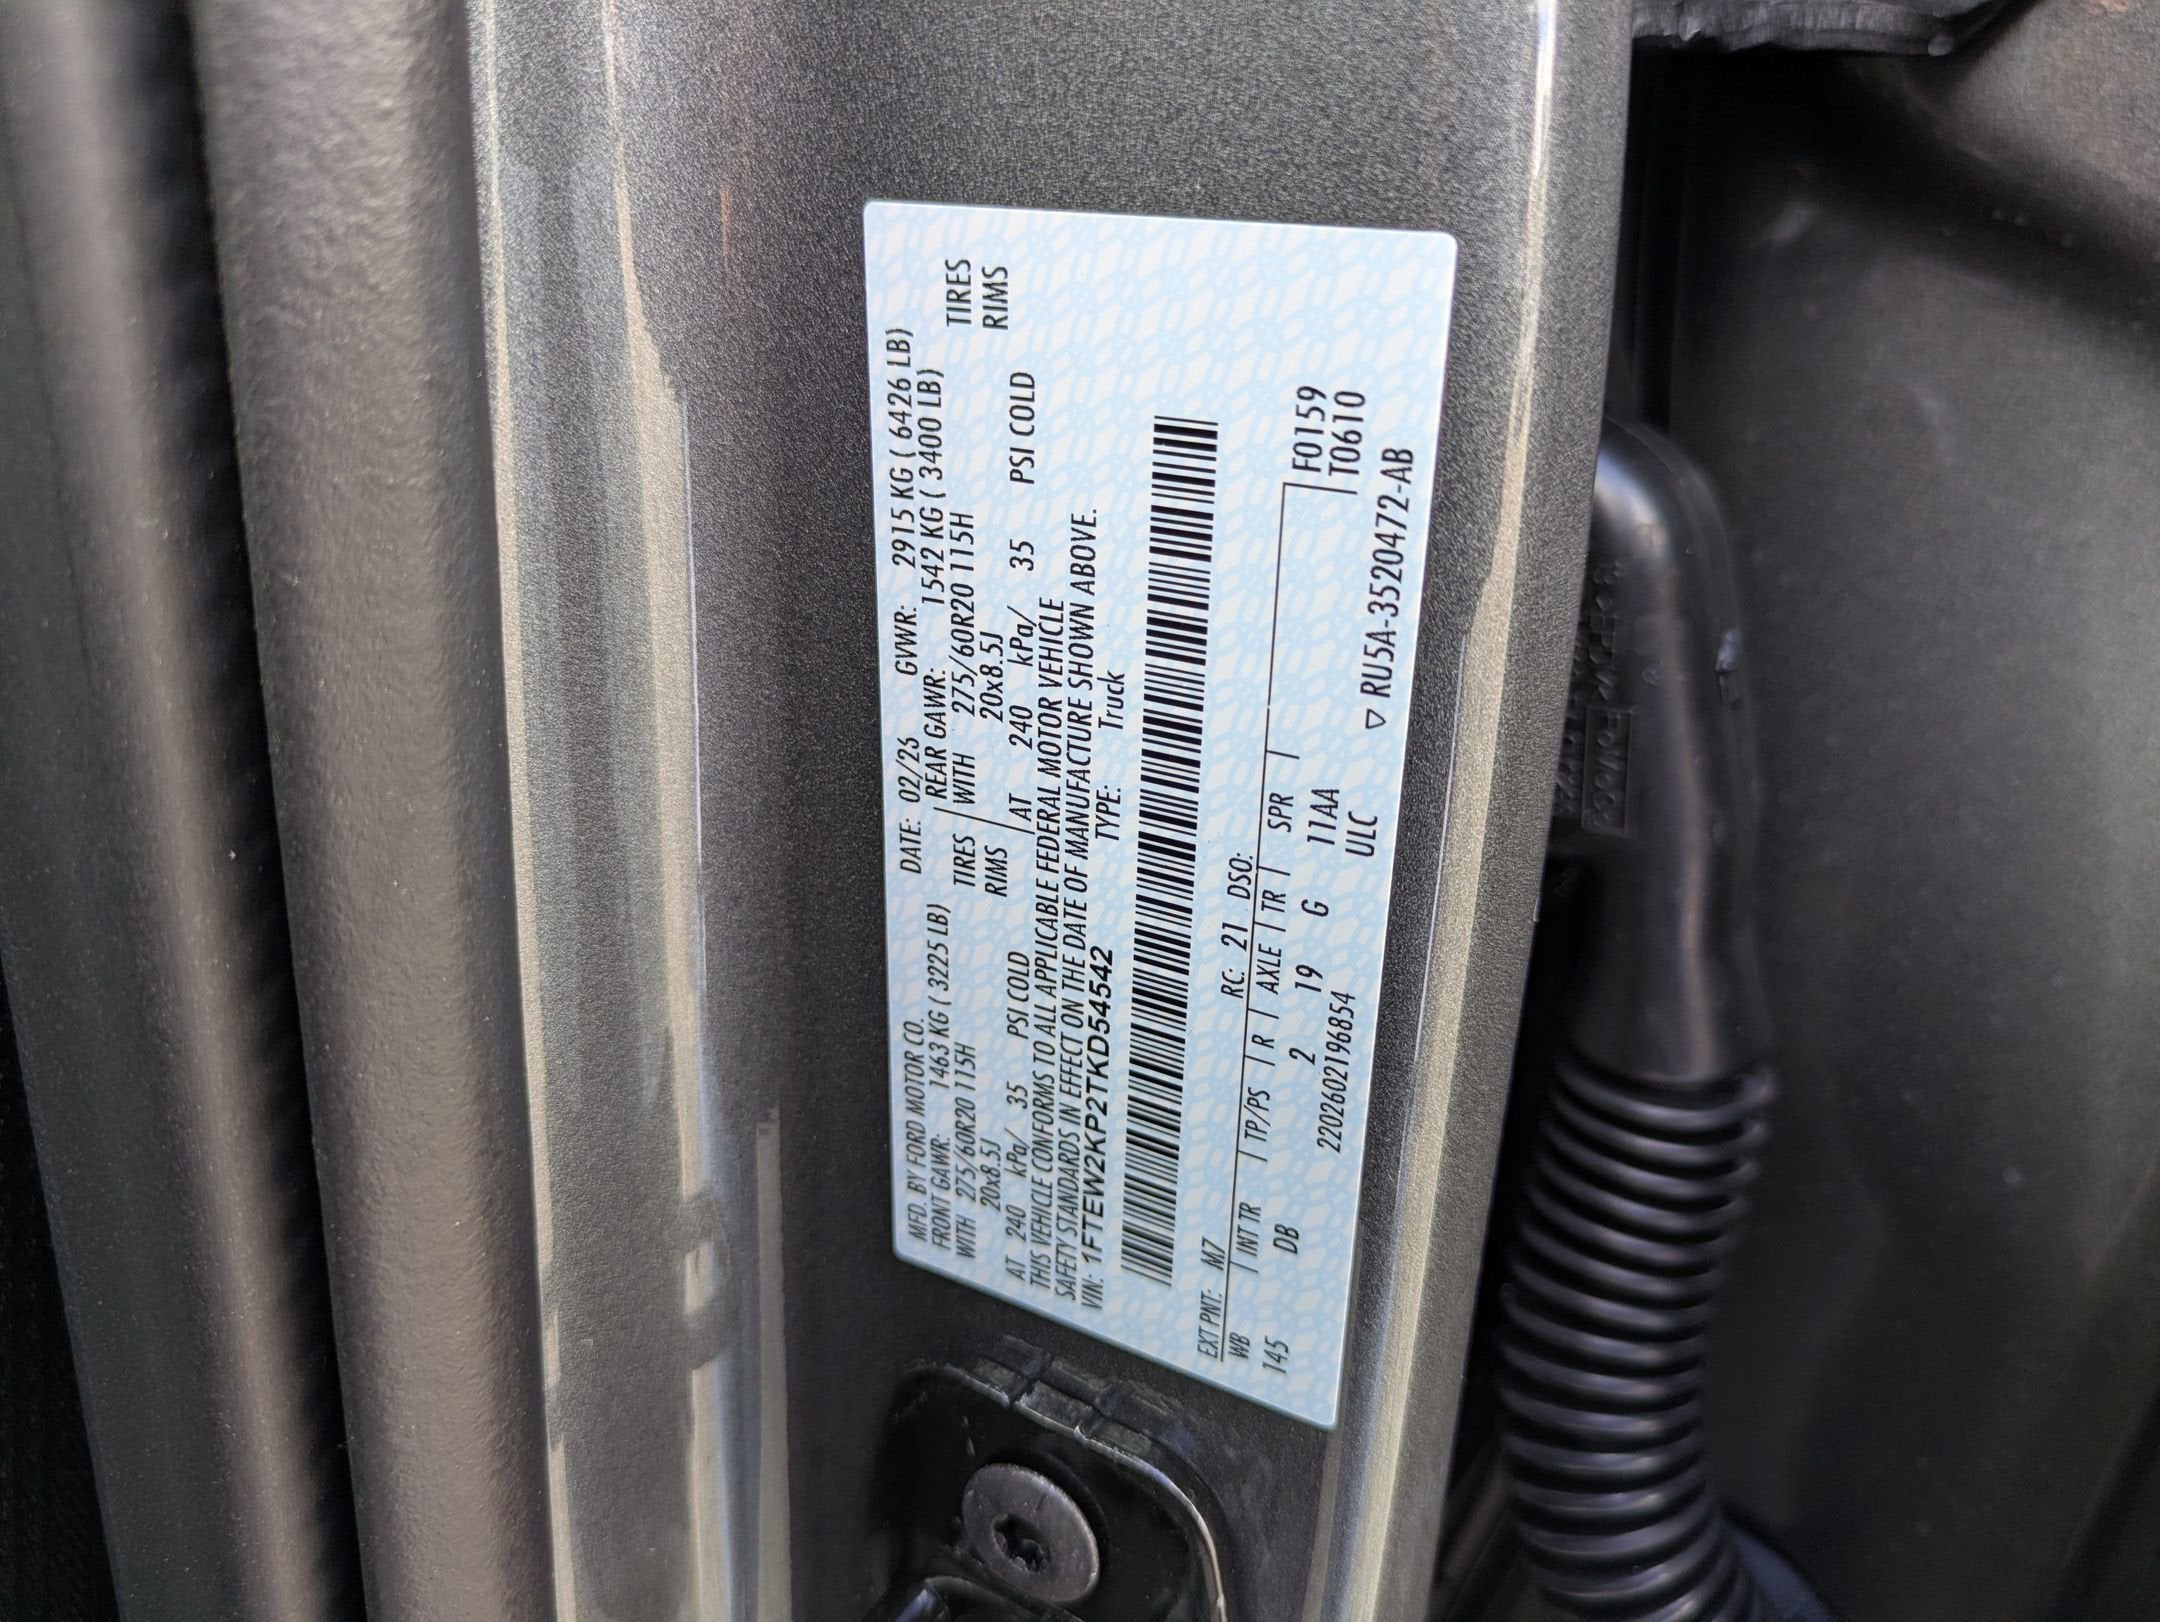 MFD. BY FORD MOTOR CO. DATE: 02/26 GVWR: 2915 KG ( 6426 LB)
FRONT GAWR: 1463 KG ( 3225 LB) REAR GAWR: 1542 KG ( 3400 LB)
WITH 275/60R20 115H TIRES WITH 275/60R20 115H TIRES
20x8.5J RIMS 20x8.5J RIMS
AT 240 kPa/ 35 PSI COLD AT 240 kPa/ 35 PSI COLD
THIS VEHICLE CONFORMS TO ALL APPLICABLE FEDERAL MOTOR VEHICLE
SAFETY STANDARDS IN EFFECT ON THE DATE OF MANUFACTURE SHOWN ABOVE.
VIN: 1FTEW2KP2TKD54542 TYPE: Truck
EXT PNT: M7 RC: 21 DSO:
WB INT TR TP/PS R AXLE TR SPR
145 DB 2 19 G 11AA F0159
2202602196854 ULC T0610
▽ RU5A-3520472-AB